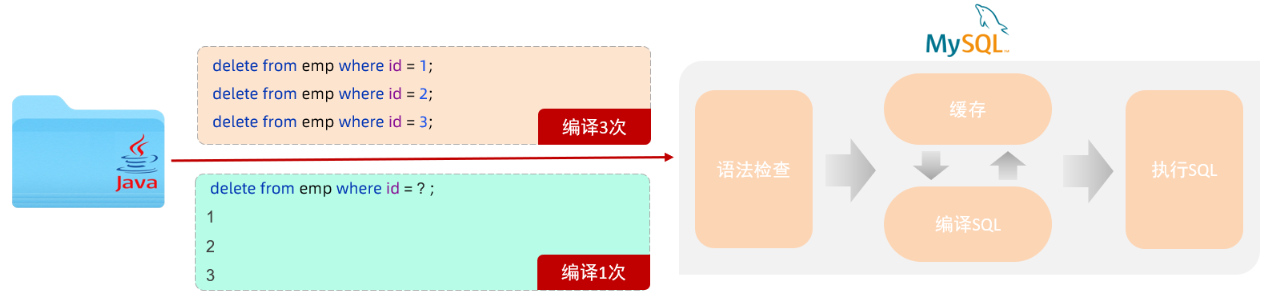 MySQL
delete from emp where id = 1;
delete from emp where id = 2;
delete from emp where id = 3;
编译3次
Java
delete from emp where id = ? ;
1
2
3
编译1次
语法检查
缓存
编译SQL
执行SQL